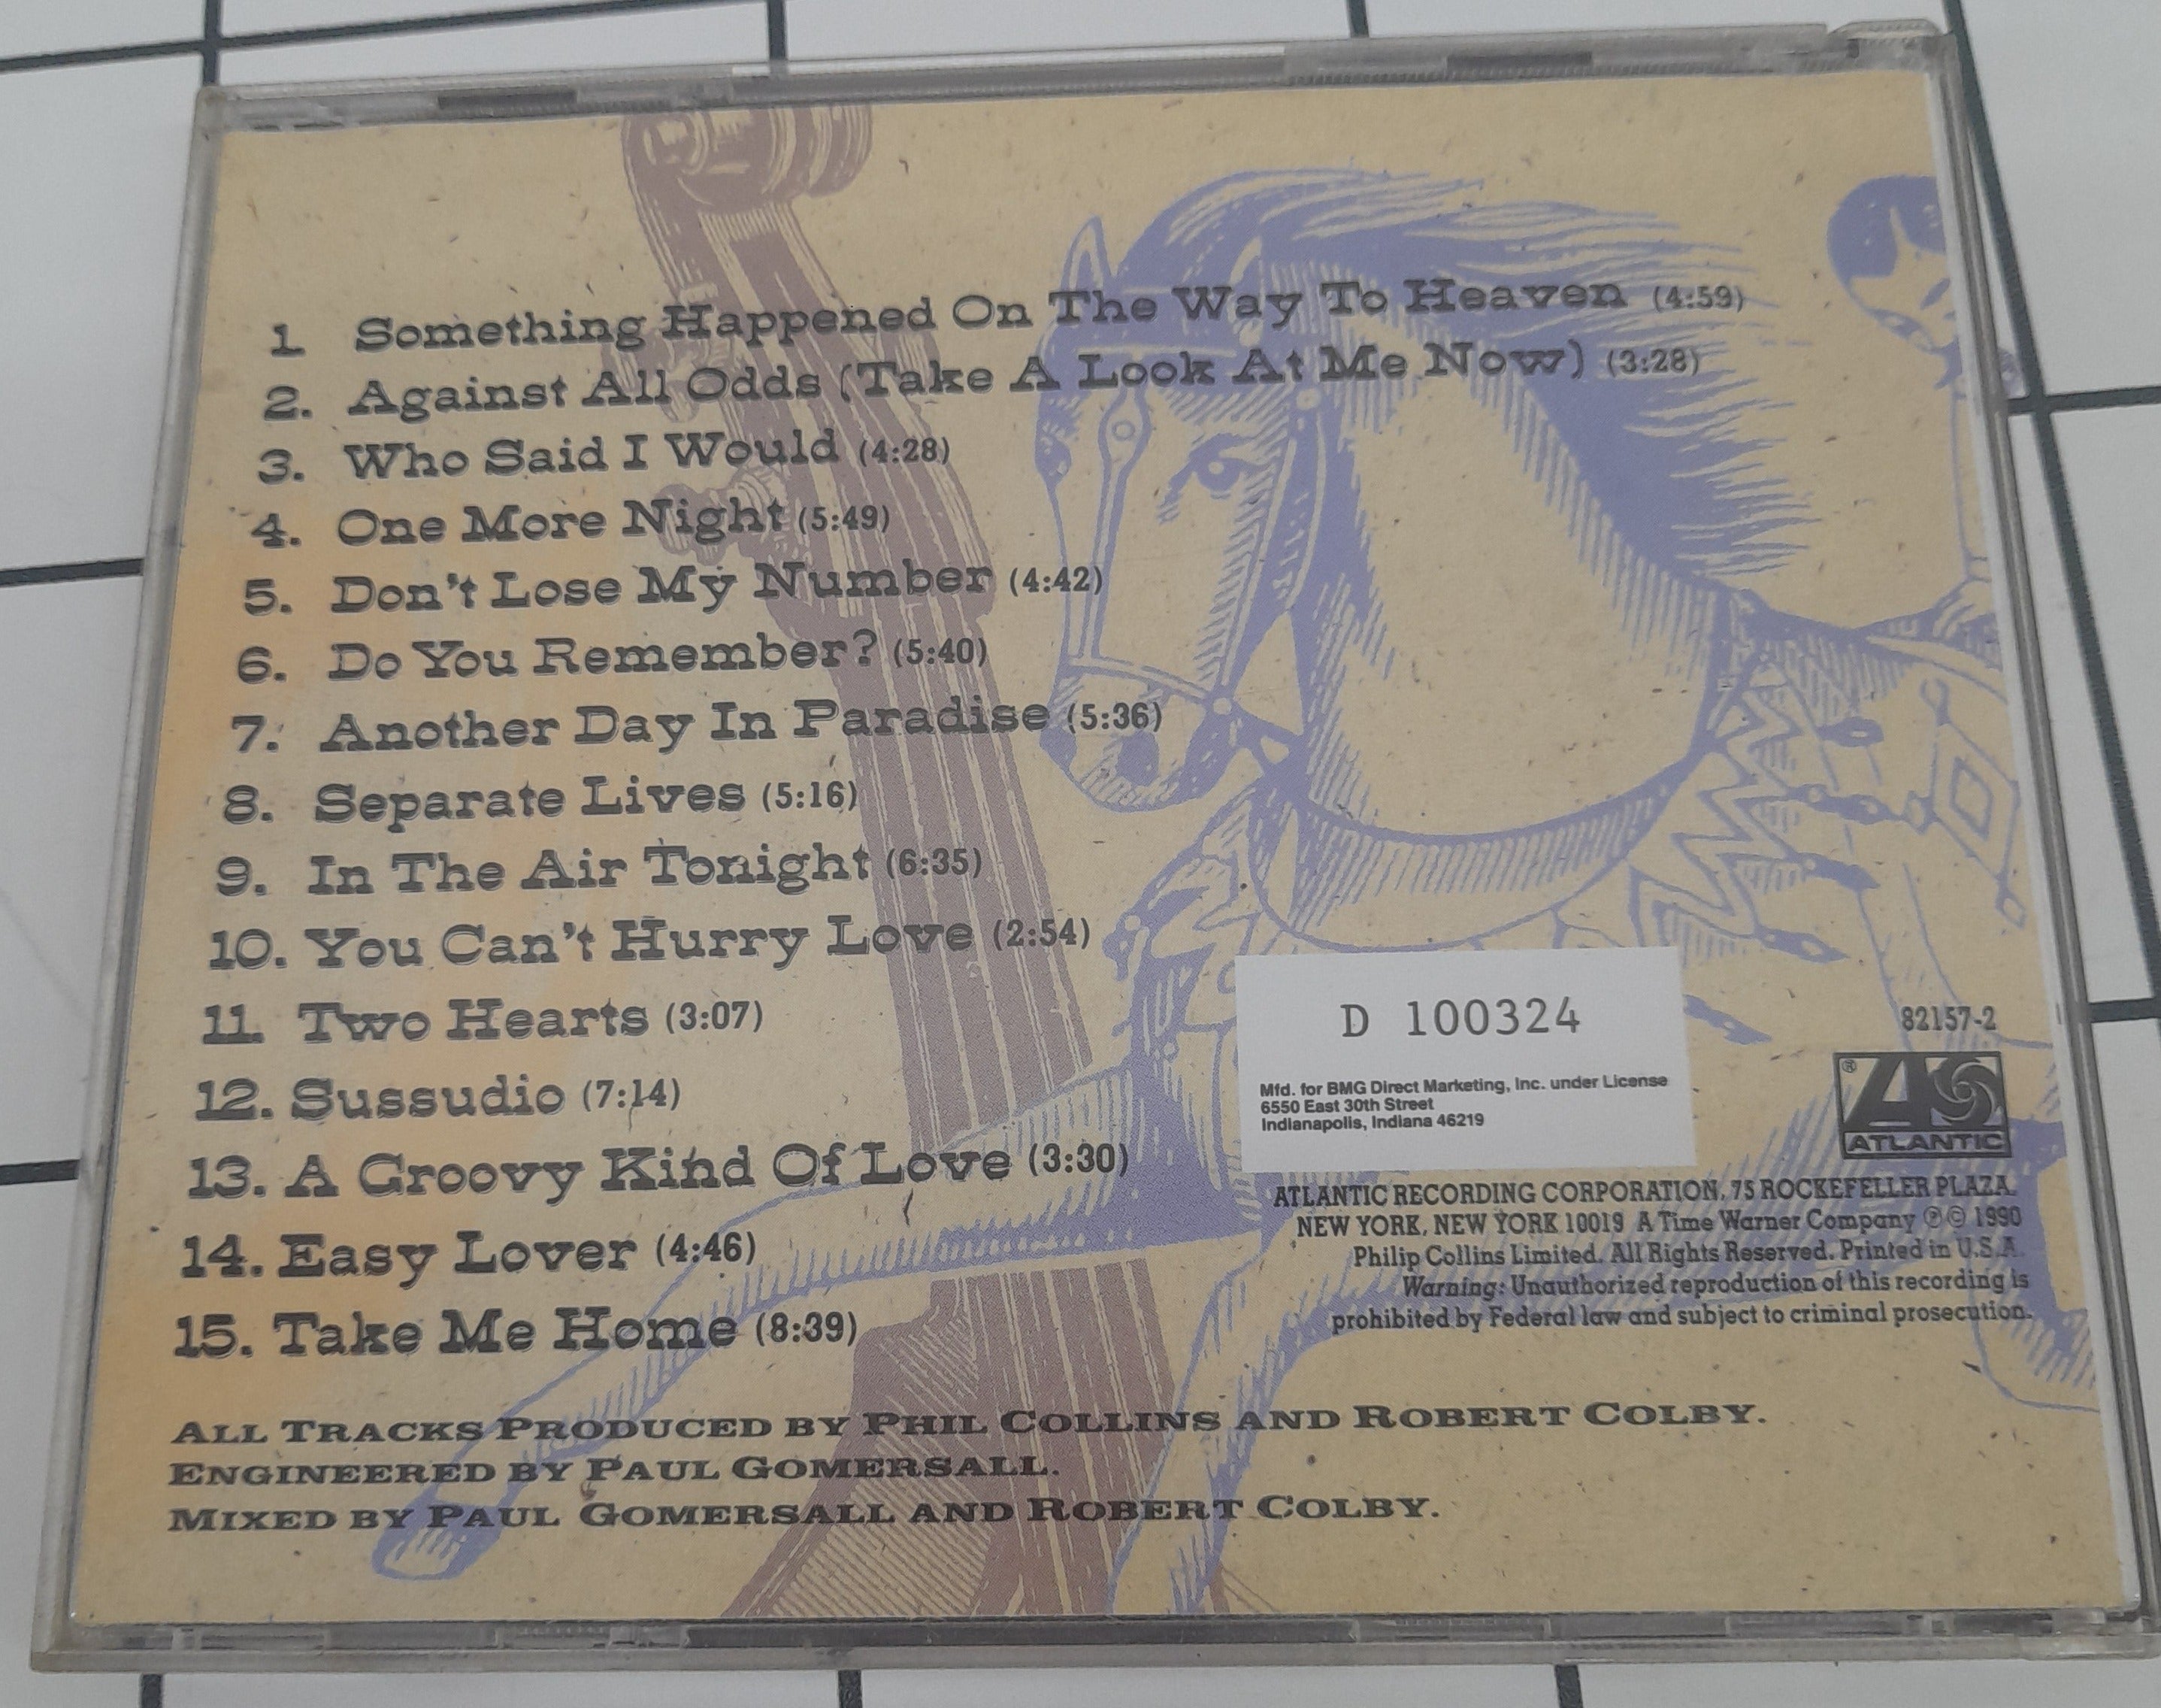 1. Something Happened On The Way To Heaven (4:59)
2. Against All Odds (Take A Look At Me Now) (3:28)
3. Who Said I Would (4:28)
4. One More Night (5:49)
5. Don't Lose My Number (4:42)
6. Do You Remember? (5:40)
7. Another Day In Paradise (5:36)
8. Separate Lives (5:16)
9. In The Air Tonight (6:35)
10. You Can't Hurry Love (2:54)
11. Two Hearts (3:07)
12. Sussudio (7:14)
13. A Groovy Kind Of Love (3:30)
14. Easy Lover (4:46)
15. Take Me Home (8:39)
ALL TRACKS PRODUCED BY PHIL COLLINS AND ROBERT COLBY.
ENGINEERED BY PAUL GOMERSALL.
MIXED BY PAUL GOMERSALL AND ROBERT COLBY.
D 100324
Mfd. for BMG Direct Marketing, Inc. under License
6550 East 30th Street
Indianapolis, Indiana 46219
82157-2
®
ATLANTIC
ATLANTIC RECORDING CORPORATION, 75 ROCKEFELLER PLAZA
NEW YORK, NEW YORK 10019 A Time Warner Company ℗© 1990
Philip Collins Limited. All Rights Reserved. Printed in U.S.A.
Warning: Unauthorized reproduction of this recording is
prohibited by Federal law and subject to criminal prosecution.